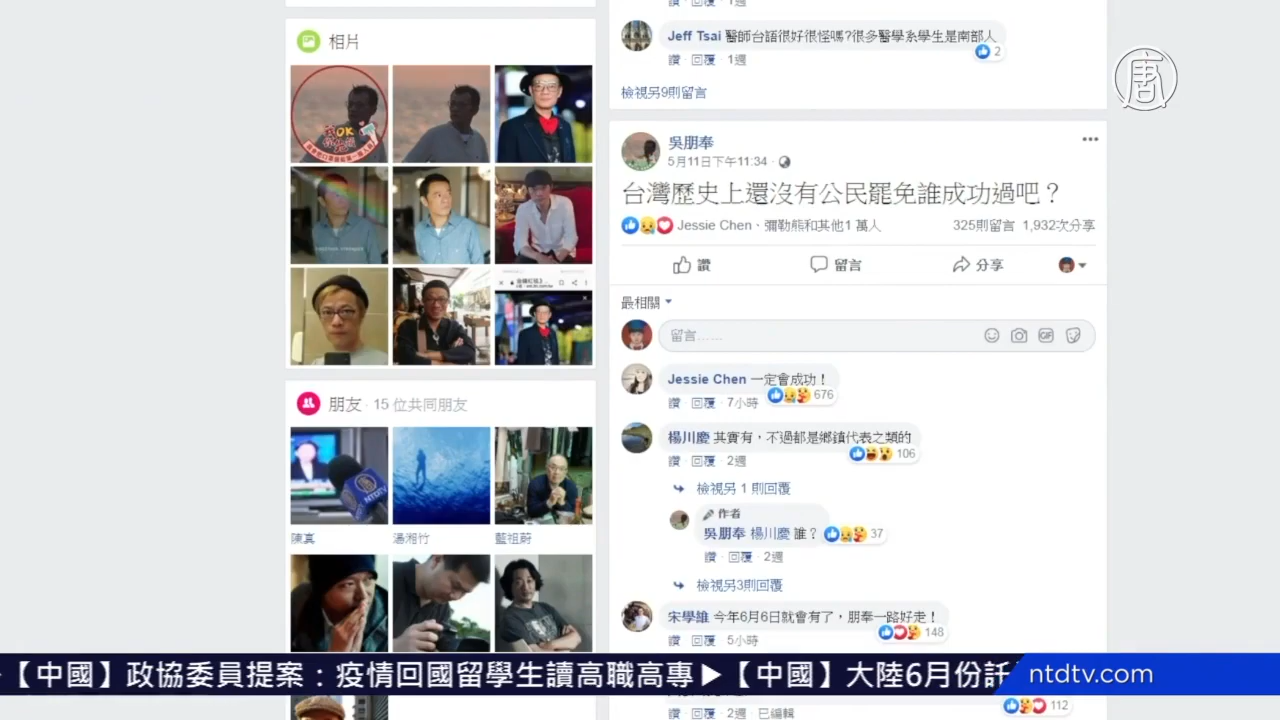 相片
朋友 · 15 位共同朋友
NTDTV
陳真
潘湘竹
藍祖蔚
讚 · 回覆 · 1週
Jeff Tsai 醫師台語很好很怪嗎?很多醫學系學生是南部人
2
讚 · 回覆 · 1週
檢視另9則留言
吳朋奉
5月11日下午11:34
台灣歷史上還沒有公民罷免誰成功過吧？
Jessie Chen、彌勒熊和其他1 萬人
325則留言 1,932次分享
讚
留言
分享
最相關
留言……
Jessie Chen 一定會成功！
讚 · 回覆 · 7小時
676
楊川慶 其實有，不過都是鄉鎮代表之類的
讚 · 回覆 · 2週
106
檢視另 1 則回覆
作者
吳朋奉 楊川慶 誰？
37
讚 · 回覆 · 2週
檢視另3則回覆
宋學維 今年6月6日就會有了，朋奉一路好走！
148
讚 · 回覆 · 5小時
112
讚 · 回覆 · 2週 · 已編輯
唐
【中國】政協委員提案：疫情回國留學生讀高職高專▶【中國】大陸6月份託
ntdtv.com